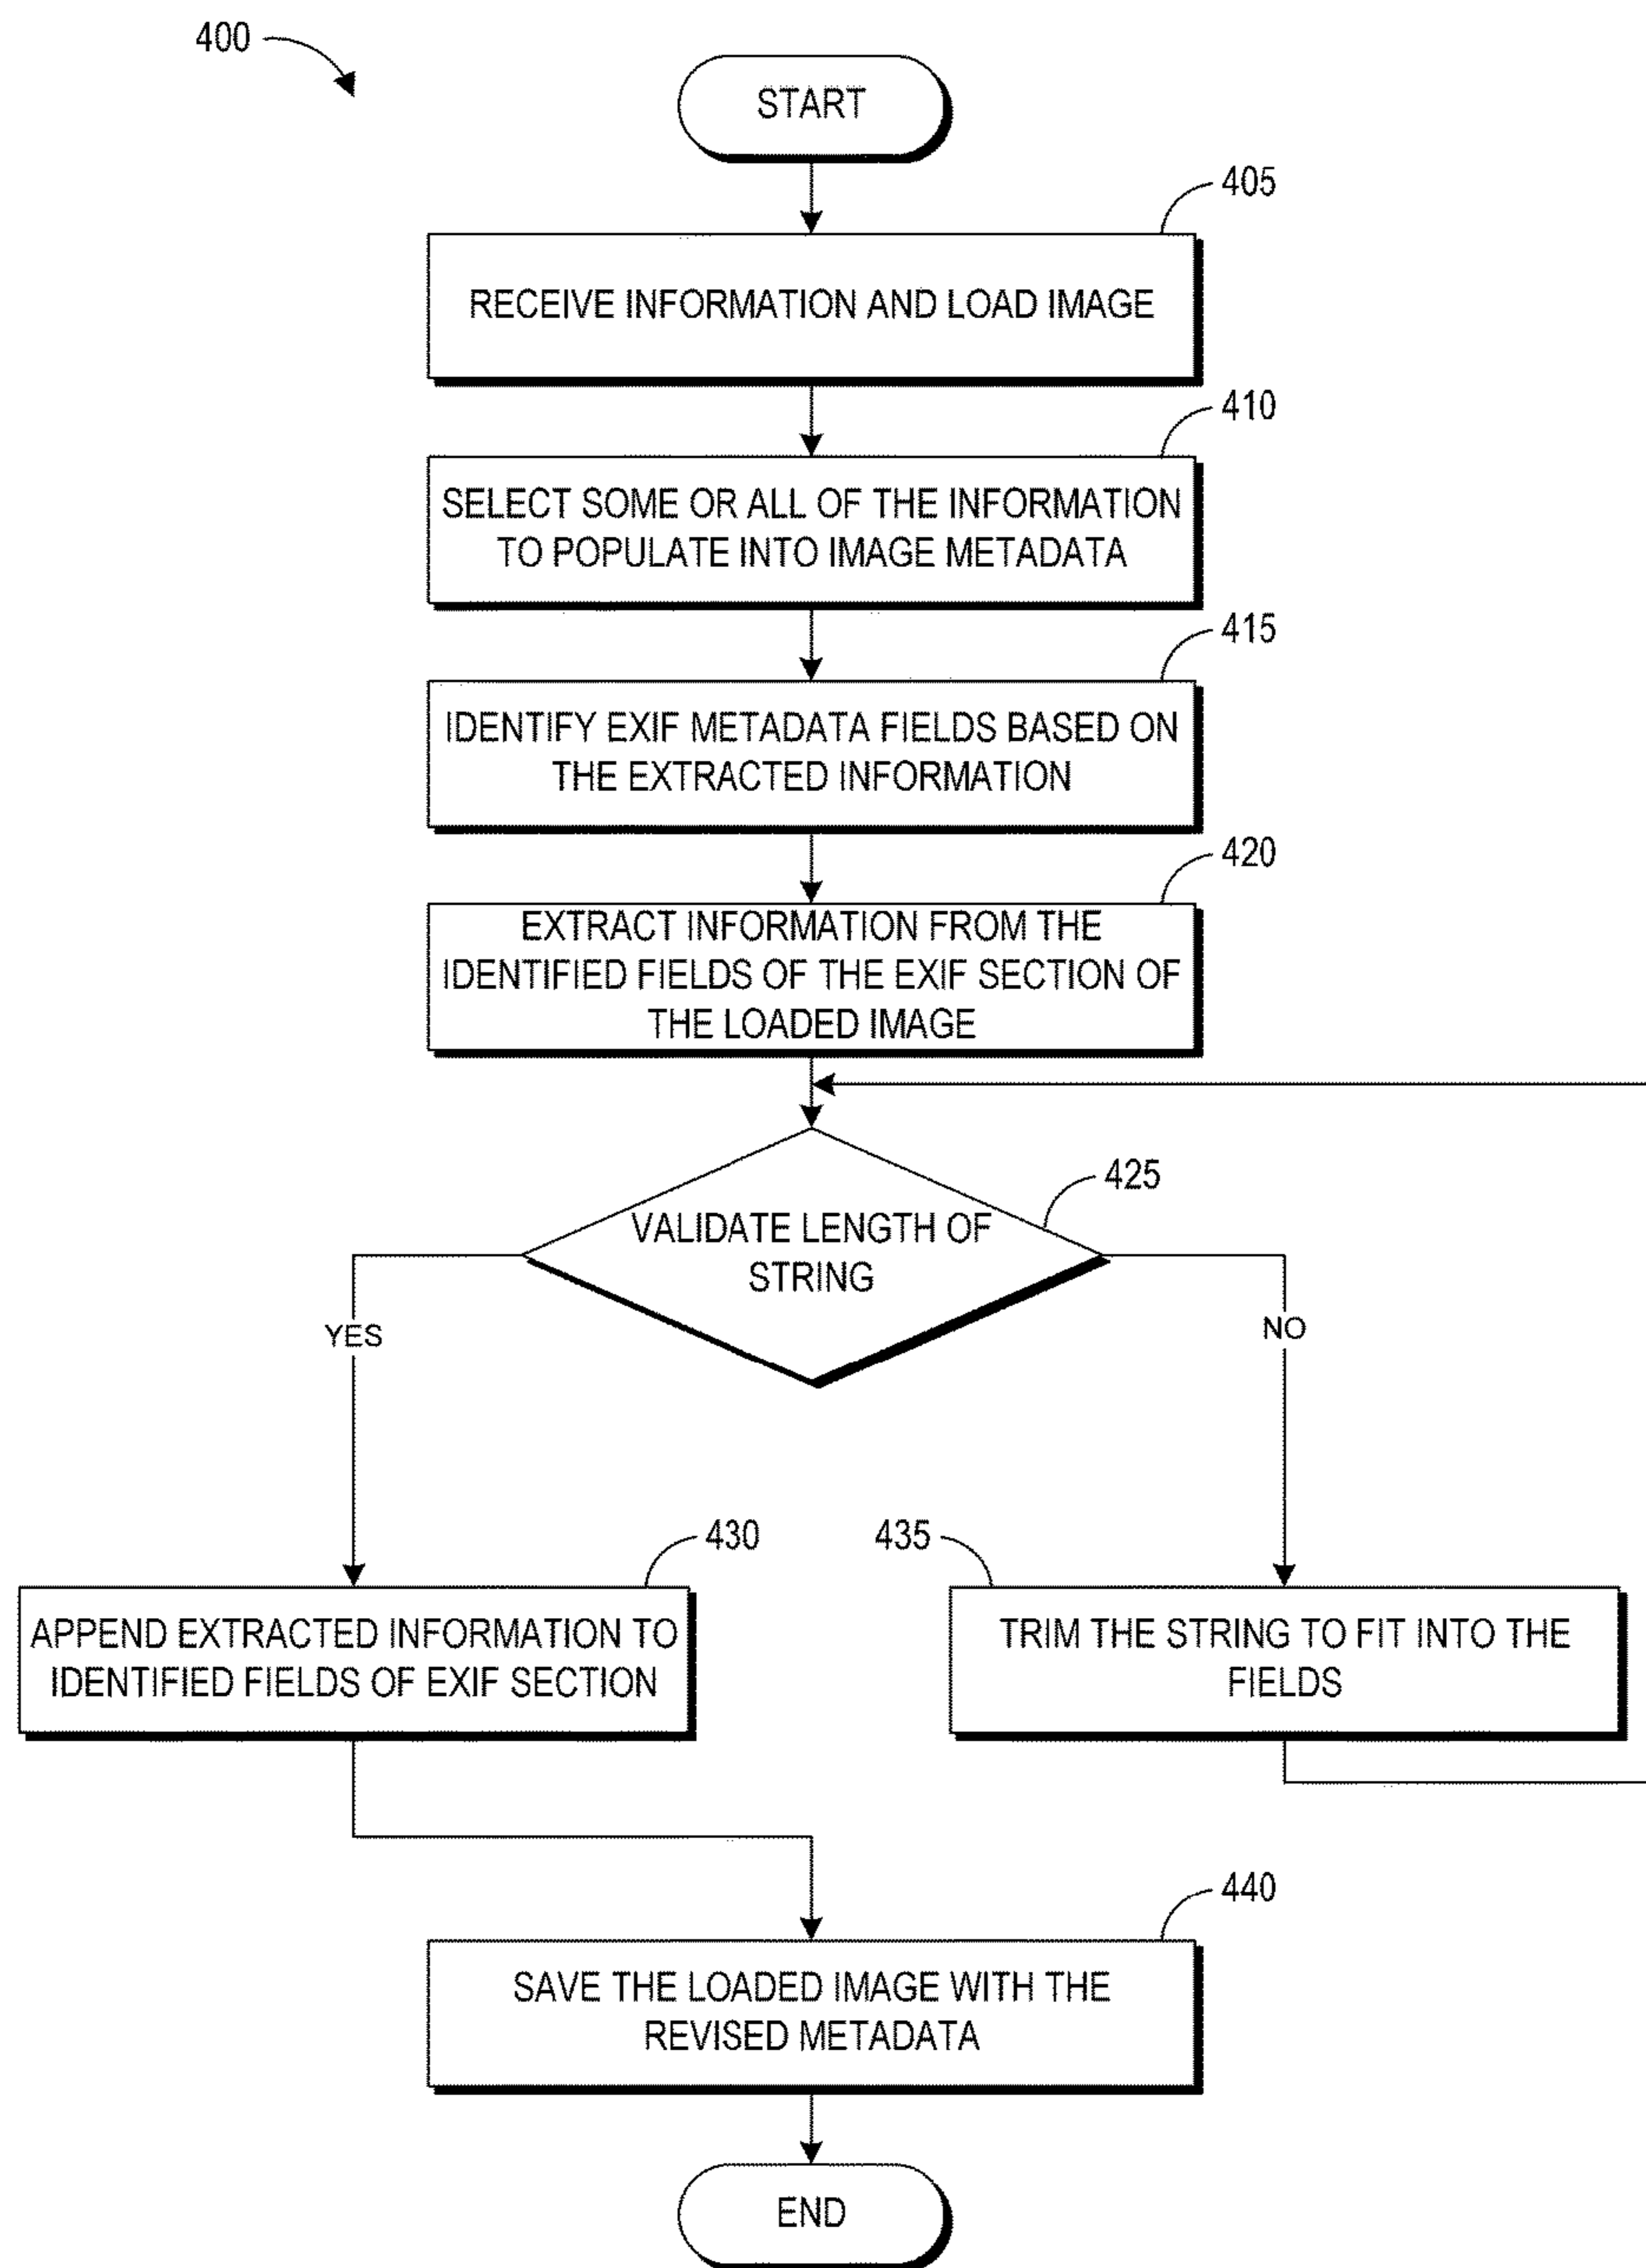 400
START
405
RECEIVE INFORMATION AND LOAD IMAGE
410
SELECT SOME OR ALL OF THE INFORMATION
TO POPULATE INTO IMAGE METADATA
415
IDENTIFY EXIF METADATA FIELDS BASED ON
THE EXTRACTED INFORMATION
420
EXTRACT INFORMATION FROM THE
IDENTIFIED FIELDS OF THE EXIF SECTION OF
THE LOADED IMAGE
425
VALIDATE LENGTH OF
STRING
YES
NO
430
APPEND EXTRACTED INFORMATION TO
IDENTIFIED FIELDS OF EXIF SECTION
435
TRIM THE STRING TO FIT INTO THE
FIELDS
440
SAVE THE LOADED IMAGE WITH THE
REVISED METADATA
END